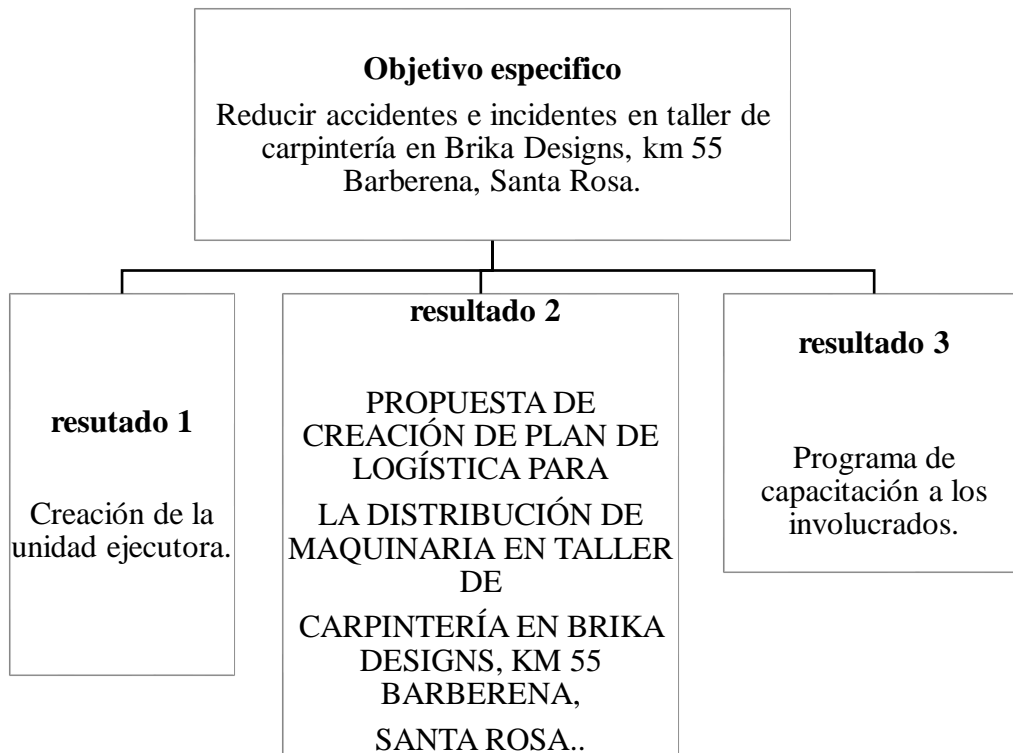 Objetivo especifico
Reducir accidentes e incidentes en taller de
carpintería en Brika Designs, km 55
Barberena, Santa Rosa.
resutado 1
Creación de la
unidad ejecutora.
resultado 2
PROPUESTA DE
CREACIÓN DE PLAN DE
LOGÍSTICA PARA
LA DISTRIBUCIÓN DE
MAQUINARIA EN TALLER
DE
CARPINTERÍA EN BRIKA
DESIGNS, KM 55
BARBERENA,
SANTA ROSA..
resultado 3
Programa de
capacitación a los
involucrados.